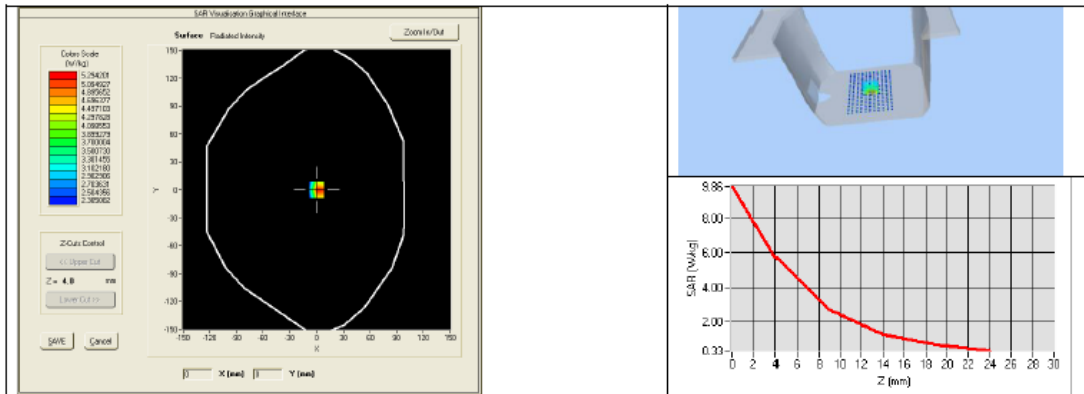 SAR Visualisation Graphical Interface
Surface Radiated Intensity
Zoom In/Out
Colors Scale
(W/kg)
5.294201
5.094927
4.895652
4.696377
4.497103
4.297828
4.098553
3.899279
3.700004
3.500730
3.301455
3.102180
2.902906
2.703631
2.504356
2.305082
Z-Cuts Control
<< Upper Cut
Z = 4.0 mm
Lower Cut >>
SAVE Cancel
150
120
90
60
30
Y 0
-30
-60
-90
-120
-150
-150 -120 -90 -60 -30 0 30 60 90 120 150
X
0 X (mm) 0 Y (mm)
9.86
8.00
6.00
4.00
2.00
0.33
SAR (W/kg)
0 2 4 6 8 10 12 14 16 18 20 22 24 26 28 30
Z (mm)